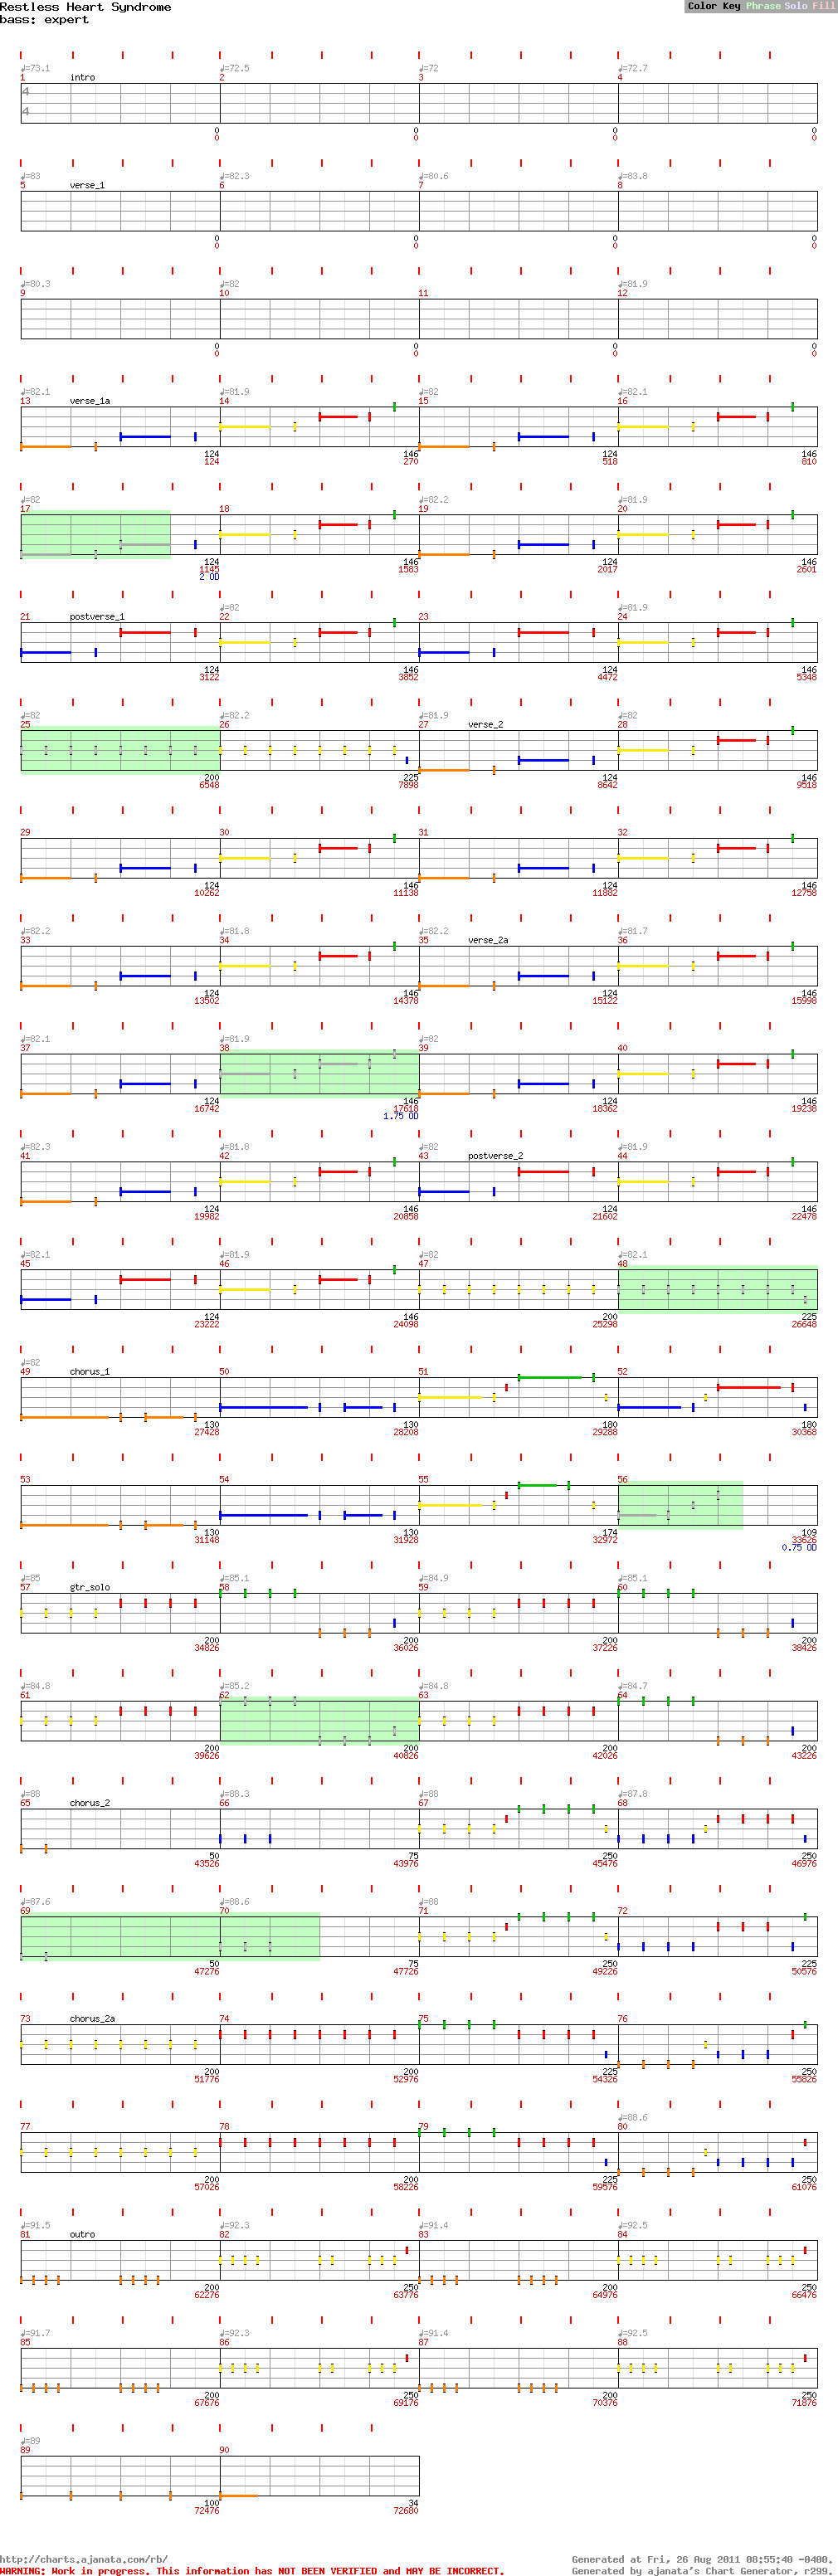 Restless Heart Syndrome
Color Key Phrase Solo Fill
bass: expert
♩=73.1 ♩=72.5 ♩=72 ♩=72.7
1 intro 2 3 4
4
4
0 0 0 0
0 0 0 0
♩=83 ♩=82.3 ♩=80.6 ♩=83.8
5 verse_1 6 7 8
0 0 0 0
0 0 0 0
♩=80.3 ♩=82 ♩=81.9
9 10 11 12
0 0 0 0
0 0 0 0
♩=82.1 ♩=81.9 ♩=82 ♩=82.1
13 verse_1a 14 15 16
124 146 124 146
124 270 518 810
♩=82 ♩=82.2 ♩=81.9
17 18 19 20
124 146 124 146
1145 1583 2017 2601
2 OD
♩=82 ♩=81.9
21 postverse_1 22 23 24
124 146 124 146
3122 3852 4472 5348
♩=82 ♩=82.2 ♩=81.9 ♩=82
25 26 27 verse_2 28
200 225 124 146
6548 7898 8642 9518
29 30 31 32
124 146 124 146
10262 11138 11882 12758
♩=82.2 ♩=81.8 ♩=82.2 ♩=81.7
33 34 35 verse_2a 36
124 146 124 146
13502 14378 15122 15998
♩=82.1 ♩=81.9 ♩=82
37 38 39 40
124 146 124 146
16742 17618 18362 19238
1.75 OD
♩=82.3 ♩=81.8 ♩=82 ♩=81.9
41 42 43 postverse_2 44
124 146 124 146
19982 20858 21602 22478
♩=82.1 ♩=81.9 ♩=82 ♩=82.1
45 46 47 48
124 146 200 225
23222 24098 25298 26648
♩=82
49 chorus_1 50 51 52
130 130 180 180
27428 28208 29288 30368
53 54 55 56
130 130 174 109
31148 31928 32972 33626
0.75 OD
♩=85 ♩=85.1 ♩=84.9 ♩=85.1
57 gtr_solo 58 59 60
200 200 200 200
34826 36026 37226 38426
♩=84.8 ♩=85.2 ♩=84.8 ♩=84.7
61 62 63 64
200 200 200 200
39626 40826 42026 43226
♩=88 ♩=88.3 ♩=88 ♩=87.8
65 chorus_2 66 67 68
50 75 250 250
43526 43976 45476 46976
♩=87.6 ♩=88.6 ♩=88
69 70 71 72
50 75 250 225
47276 47726 49226 50576
73 chorus_2a 74 75 76
200 200 225 250
51776 52976 54326 55826
♩=88.6
77 78 79 80
200 200 225 250
57026 58226 59576 61076
♩=91.5 ♩=92.3 ♩=91.4 ♩=92.5
81 outro 82 83 84
200 250 200 250
62276 63776 64976 66476
♩=91.7 ♩=92.3 ♩=91.4 ♩=92.5
85 86 87 88
200 250 200 250
67676 69176 70376 71876
♩=89
89 90
100 34
72476 72680
http://charts.ajanata.com/rb/
Generated at Fri, 26 Aug 2011 08:55:40 -0400.
WARNING: Work in progress. This information has NOT BEEN VERIFIED and MAY BE INCORRECT.
Generated by ajanata's Chart Generator, r299.